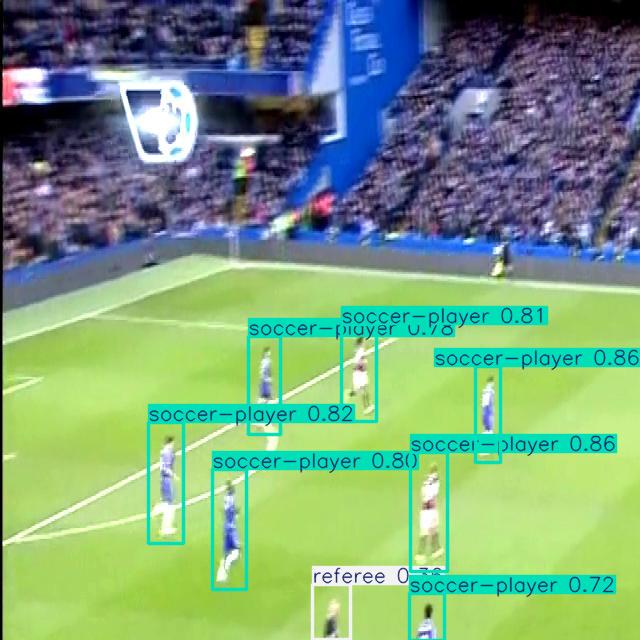 soccer-player 0.81
soccer-player 0.78
soccer-player 0.86
soccer-player 0.82
soccer-player 0.86
soccer-player 0.80
referee
soccer-player 0.72